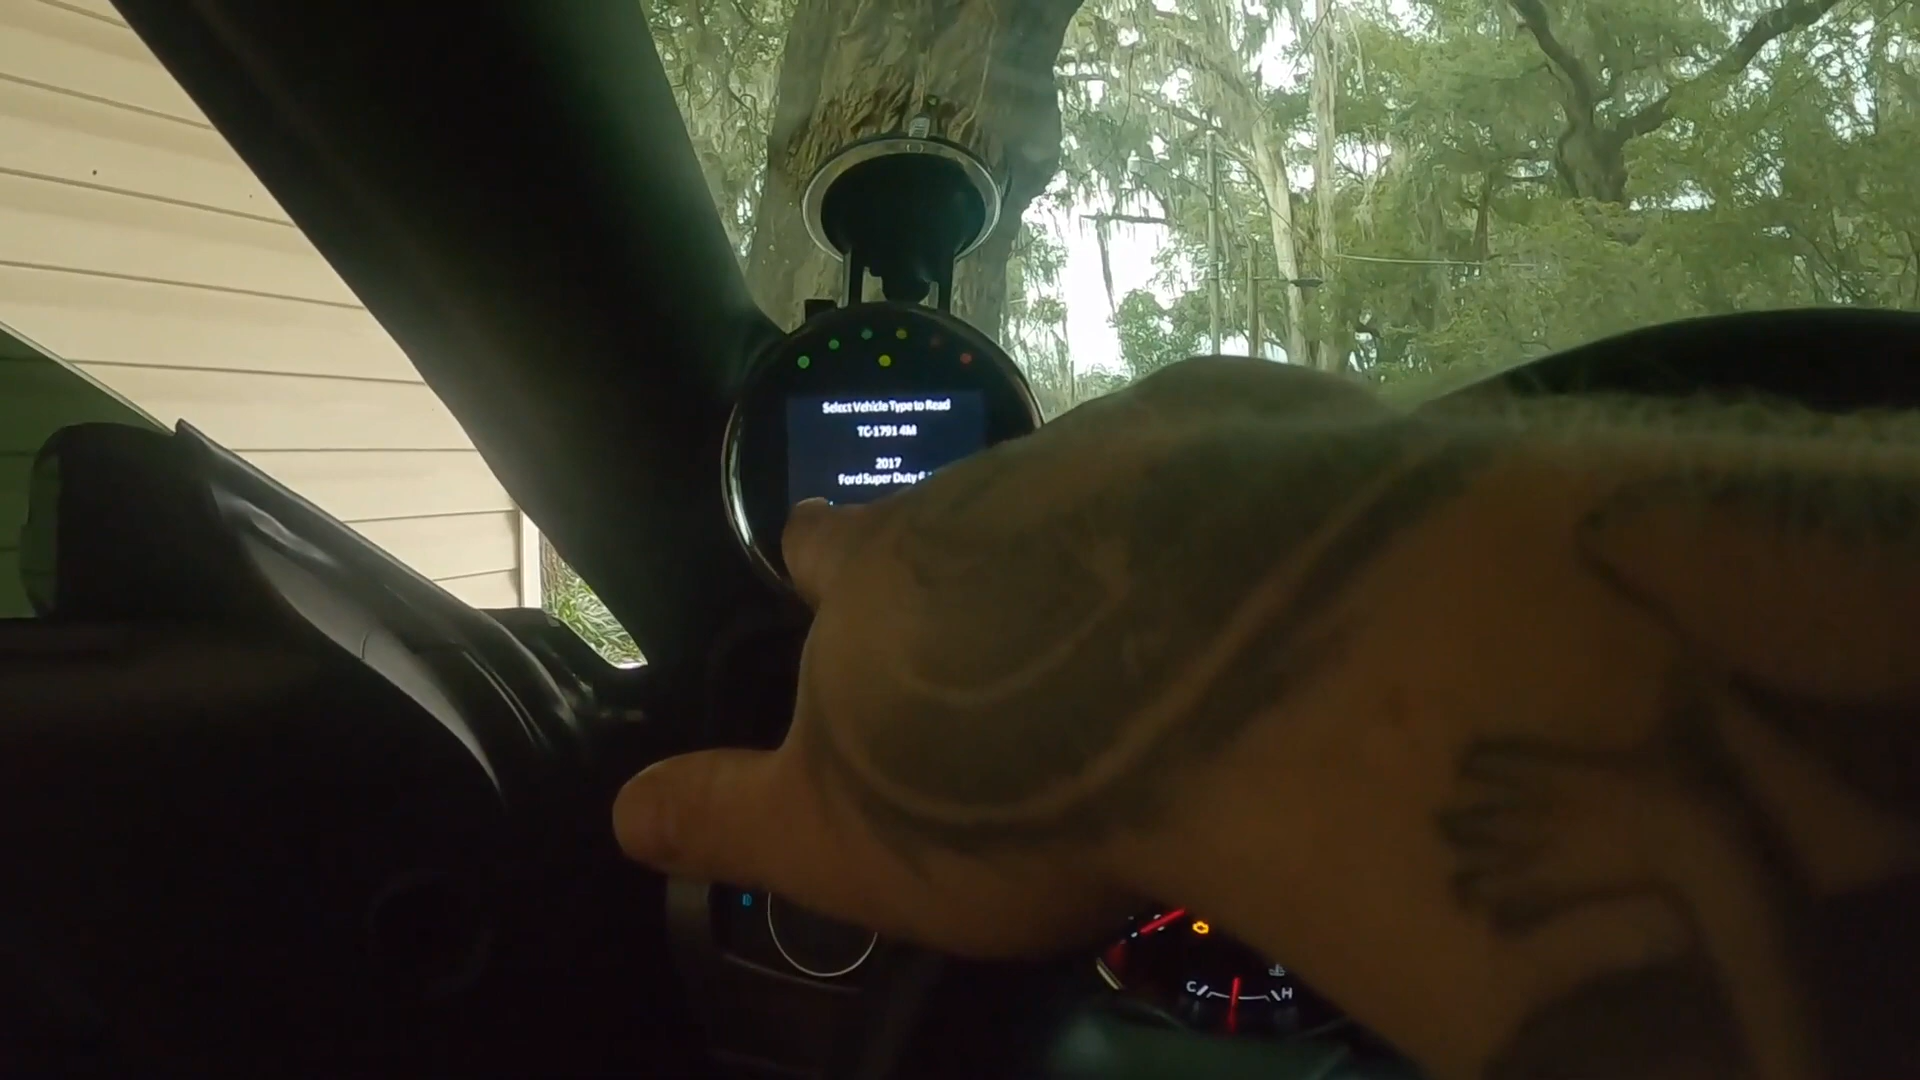 Select Vehicle Type to Read
TC-1791 4M
2017
Ford Super Duty
C
H